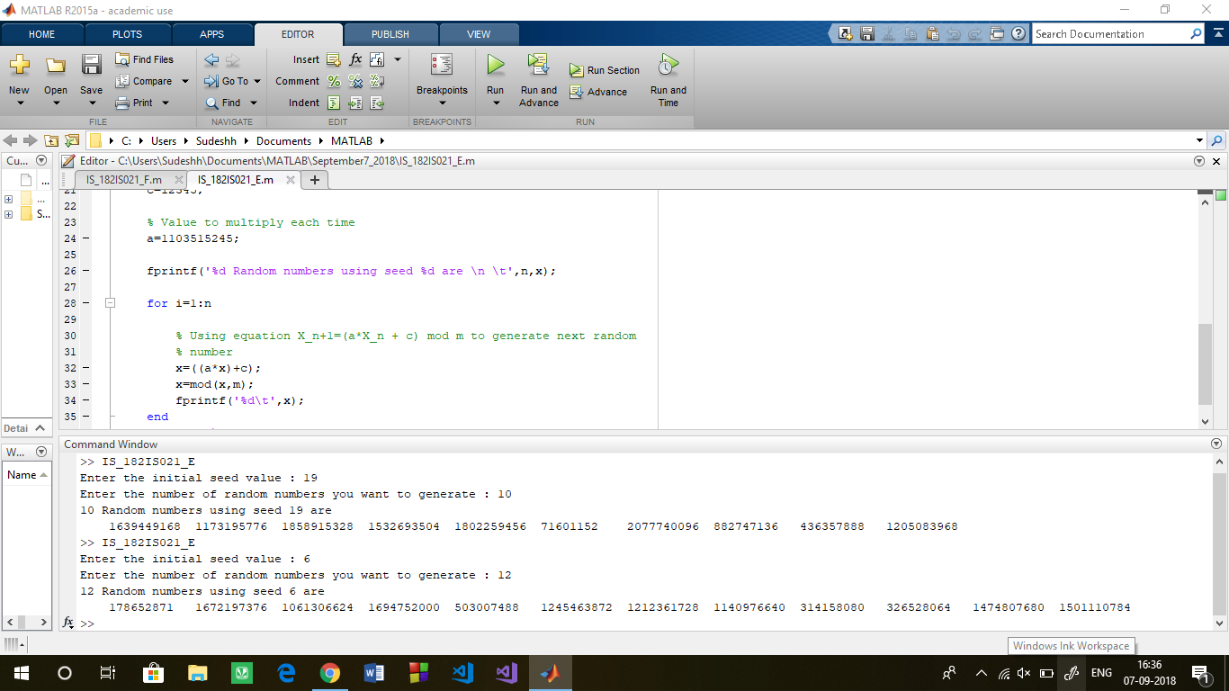 MATLAB R2015a - academic use
HOME PLOTS APPS EDITOR PUBLISH VIEW
Search Documentation
New Open Save Find Files Compare Print
Go To Find
Insert fx
Comment %
Indent
Breakpoints
Run Run and Advance Run Section Advance Run and Time
FILE NAVIGATE EDIT BREAKPOINTS RUN
C: Users Sudeshh Documents MATLAB
Cu...
Editor - C:\Users\Sudeshh\Documents\MATLAB\September7_2018\IS_182IS021_E.m
IS_182IS021_F.m IS_182IS021_E.m
...
S...
21 c=12345;
22
23 % Value to multiply each time
24 - a=1103515245;
25
26 - fprintf('%d Random numbers using seed %d are \n \t',n,x);
27
28 - for i=1:n
29
30 % Using equation X_n+1=(a*X_n + c) mod m to generate next random
31 % number
32 - x=((a*x)+c);
33 - x=mod(x,m);
34 - fprintf('%d\t',x);
35 - end
Detai
W...
Name
Command Window
>> IS_182IS021_E
Enter the initial seed value : 19
Enter the number of random numbers you want to generate : 10
10 Random numbers using seed 19 are
1639449168 1173195776 1858915328 1532693504 1802259456 71601152 2077740096 882747136 436357888 1205083968
>> IS_182IS021_E
Enter the initial seed value : 6
Enter the number of random numbers you want to generate : 12
12 Random numbers using seed 6 are
178652871 1672197376 1061306624 1694752000 503007488 1245463872 1212361728 1140976640 314158080 326528064 1474807680 1501110784
fx >>
Windows Ink Workspace
ENG
16:36
07-09-2018
1